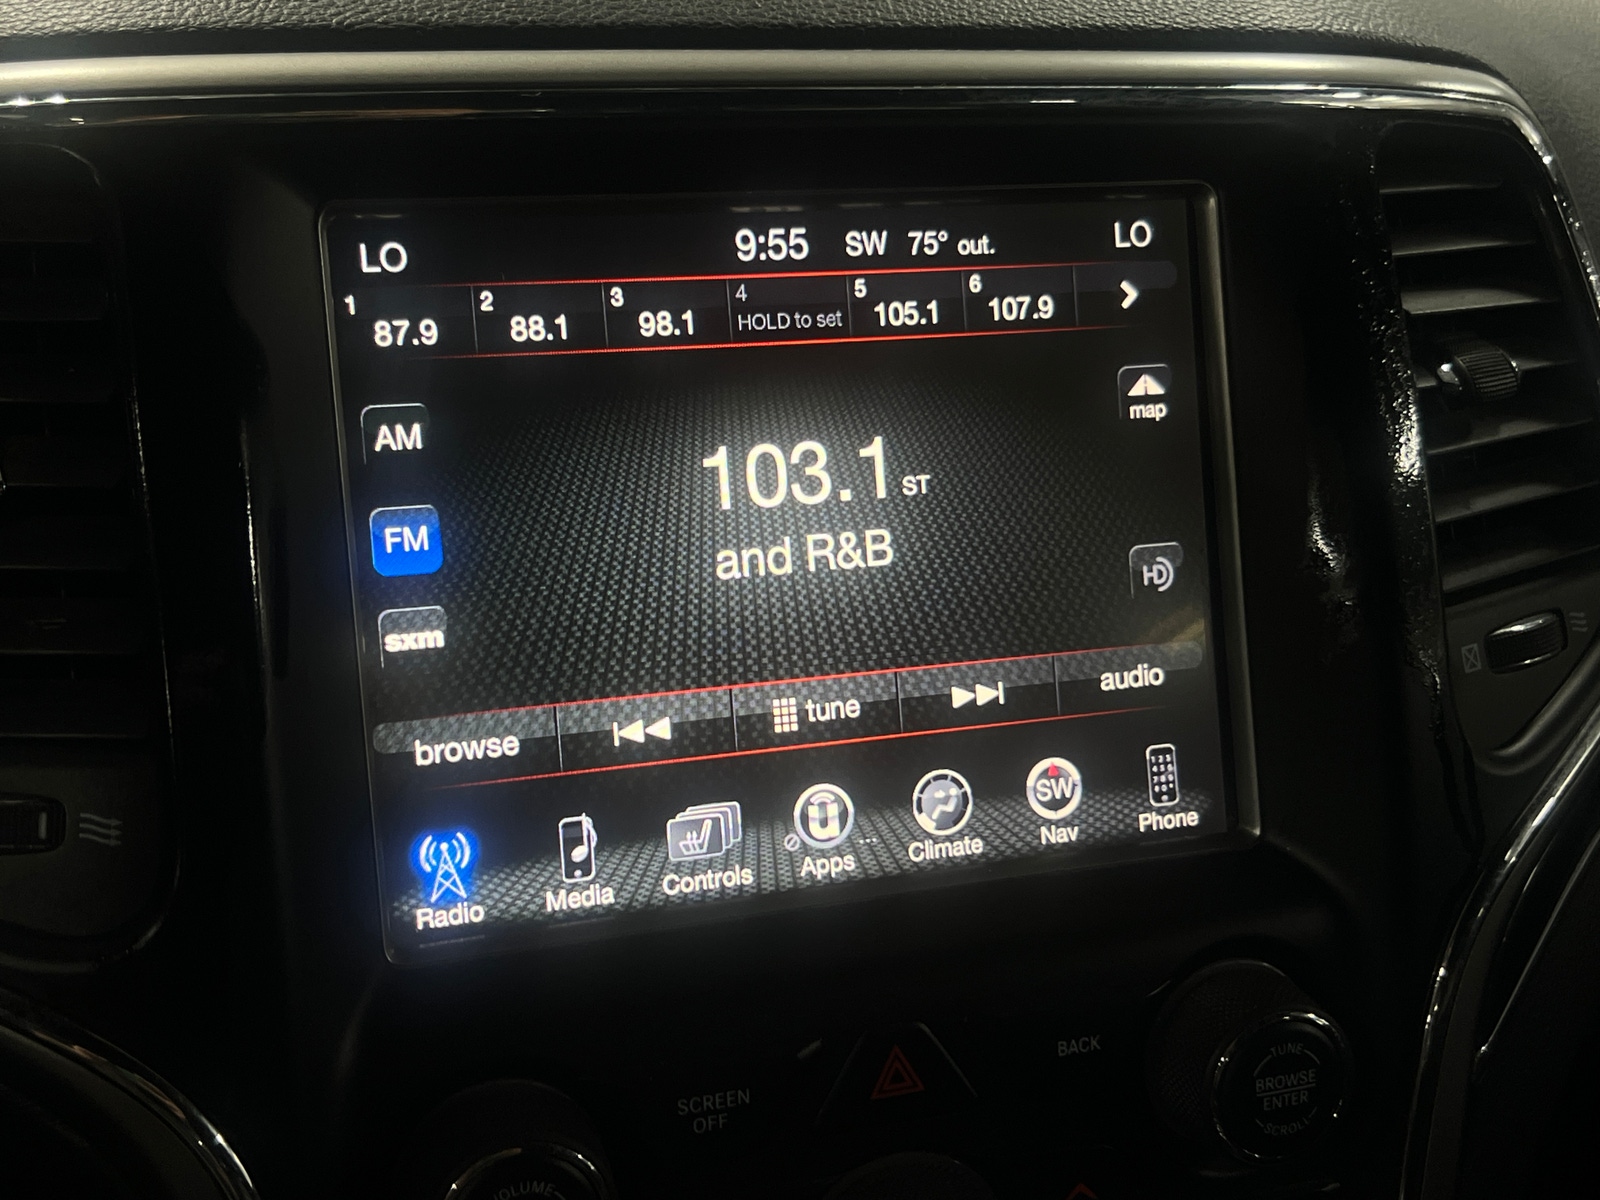 LO 9:55 SW 75° out. LO
1 87.9 2 88.1 3 98.1 4 HOLD to set 5 105.1 6 107.9
map
AM
103.1 ST
FM
and R&B
HD
sxm
browse tune audio
Radio Media Controls Apps Climate SW Nav Phone
SCREEN
OFF
BACK
TUNE
BROWSE
ENTER
SCROLL
VOLUME